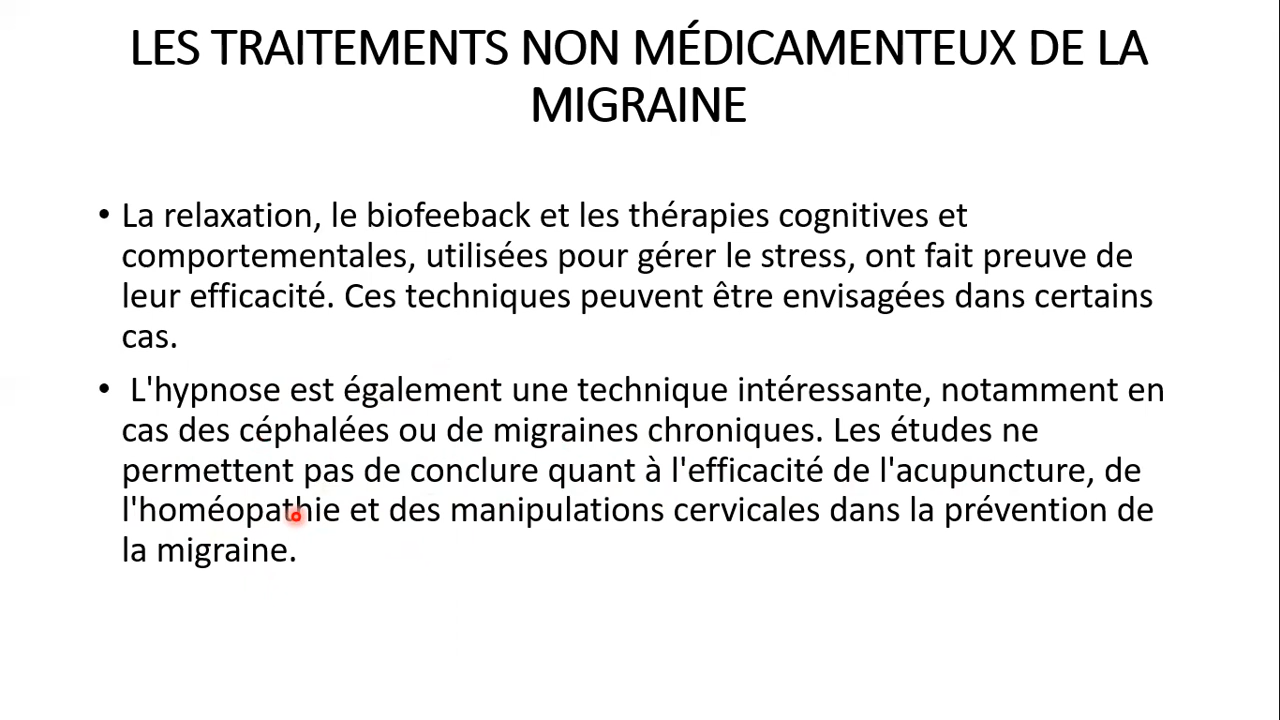 LES TRAITEMENTS NON MÉDICAMENTEUX DE LA
MIGRAINE
• La relaxation, le biofeeback et les thérapies cognitives et
comportementales, utilisées pour gérer le stress, ont fait preuve de
leur efficacité. Ces techniques peuvent être envisagées dans certains
cas.
• L'hypnose est également une technique intéressante, notamment en
cas des céphalées ou de migraines chroniques. Les études ne
permettent pas de conclure quant à l'efficacité de l'acupuncture, de
l'homéopathie et des manipulations cervicales dans la prévention de
la migraine.